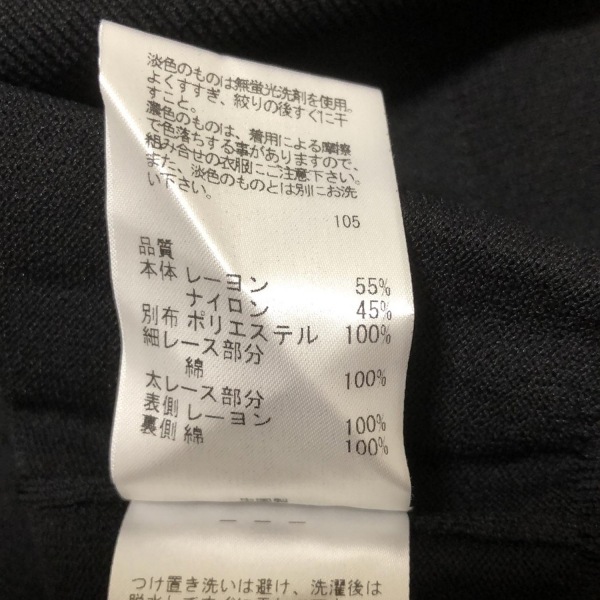 淡色のものは無蛍光洗剤を使用。
よくすすぎ、絞りの後すぐに干
すこと。
濃色のものは、着用による摩擦
で色落ちする事がありますので、
組み合せの衣服にご注意下さい。
また、淡色のものとは別にお洗
い下さい。
105
品質
本体 レーヨン 55%
ナイロン 45%
別布 ポリエステル 100%
細レース部分
綿 100%
太レース部分
表側 レーヨン 100%
裏側 綿 100%
中国製
つけ置き洗いは避け、洗濯後は